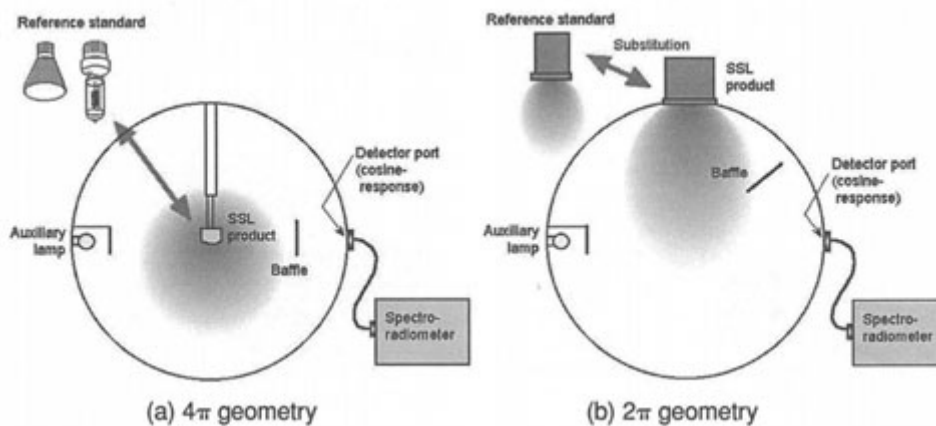 Reference standard
SSL
product
Detector port
(cosine-
response)
Auxiliary
lamp
Baffle
Spectro-
radiometer
(a) 4π geometry
Reference standard
Substitution
SSL
product
Baffle
Detector port
(cosine-
response)
Auxiliary
lamp
Spectro-
radiometer
(b) 2π geometry